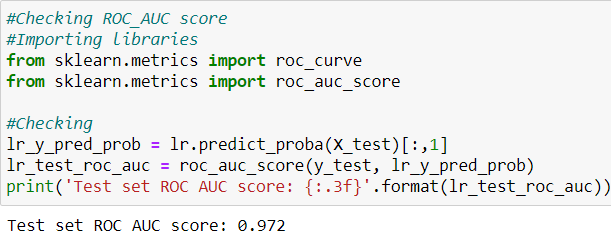 #Checking ROC_AUC score
#Importing libraries
from sklearn.metrics import roc_curve
from sklearn.metrics import roc_auc_score
#Checking
lr_y_pred_prob = lr.predict_proba(X_test)[:,1]
lr_test_roc_auc = roc_auc_score(y_test, lr_y_pred_prob)
print('Test set ROC AUC score: {:.3f}'.format(lr_test_roc_auc))
Test set ROC AUC score: 0.972